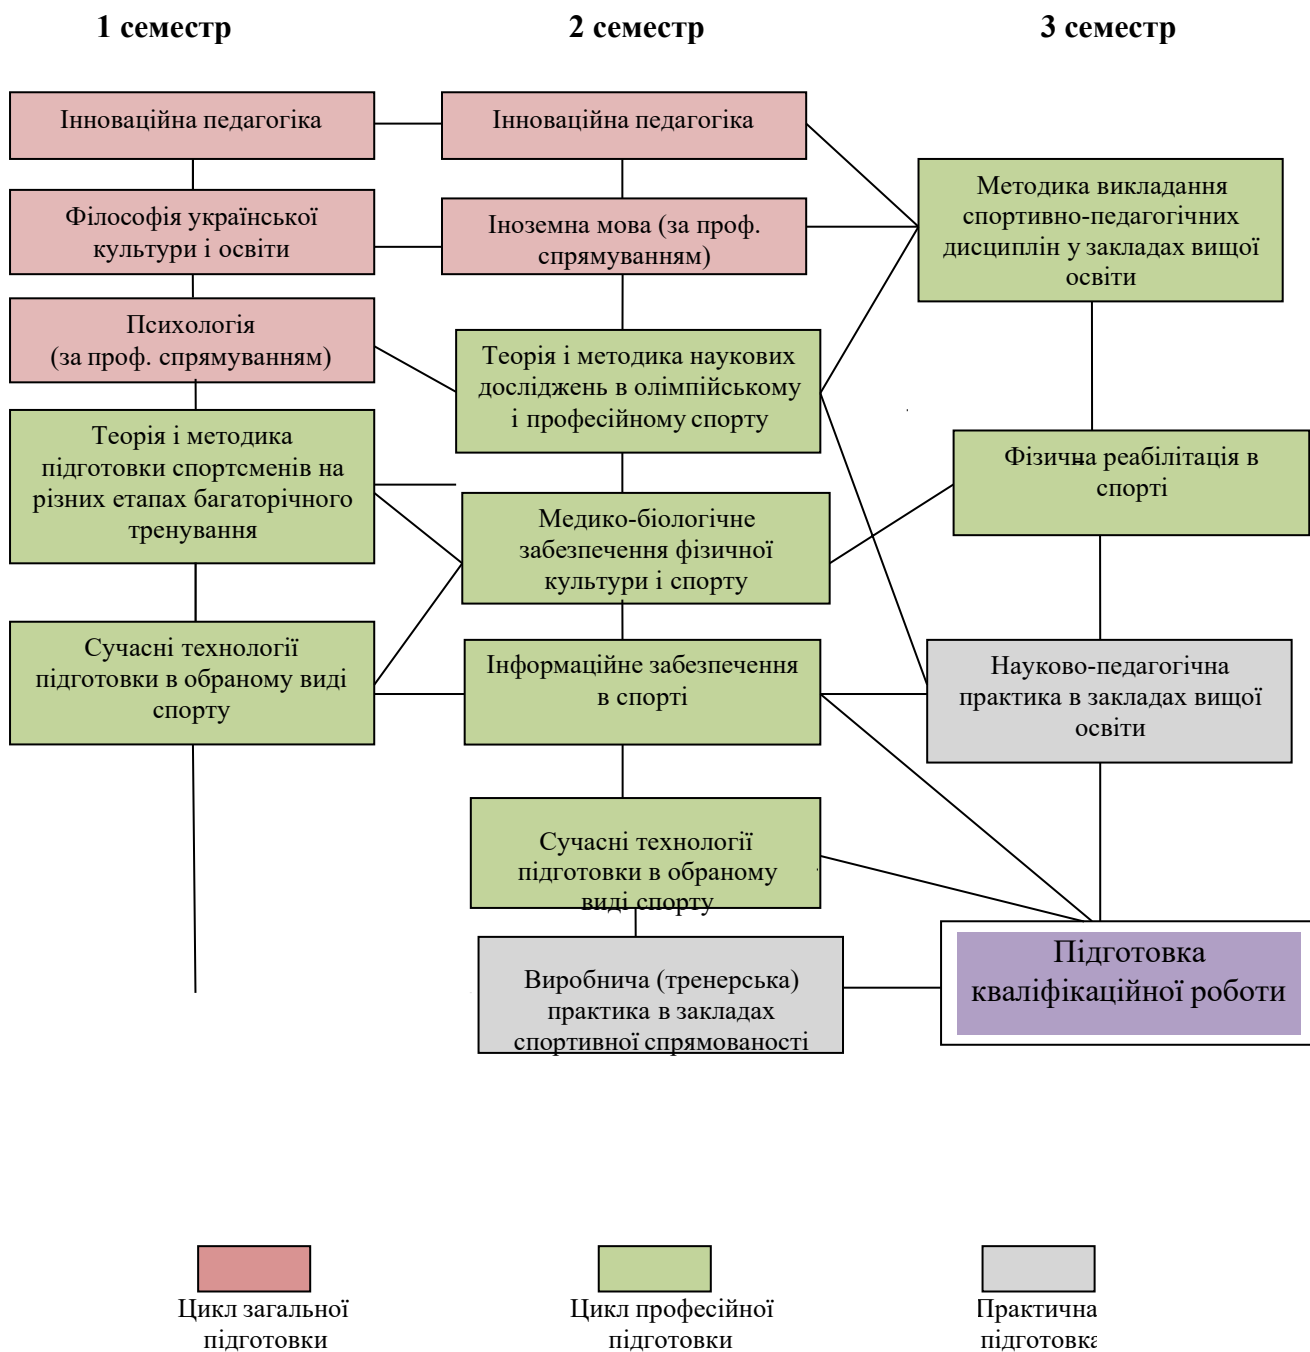 1 семестр
2 семестр
3 семестр
Інноваційна педагогіка
Філософія української
культури і освіти
Психологія
(за проф. спрямуванням)
Теорія і методика
підготовки спортсменів на
різних етапах багаторічного
тренування
Сучасні технології
підготовки в обраному виді
спорту
Інноваційна педагогіка
Іноземна мова (за проф.
спрямуванням)
Теорія і методика наукових
досліджень в олімпійському
і професійному спорту
Медико-біологічне
забезпечення фізичної
культури і спорту
Інформаційне забезпечення
в спорті
Сучасні технології
підготовки в обраному
виді спорту
Виробнича (тренерська)
практика в закладах
спортивної спрямованості
Методика викладання
спортивно-педагогічних
дисциплін у закладах вищої
освіти
Фізична реабілітація в
спорті
Науково-педагогічна
практика в закладах вищої
освіти
Підготовка
кваліфікаційної роботи
Цикл загальної
підготовки
Цикл професійної
підготовки
Практична
підготовка